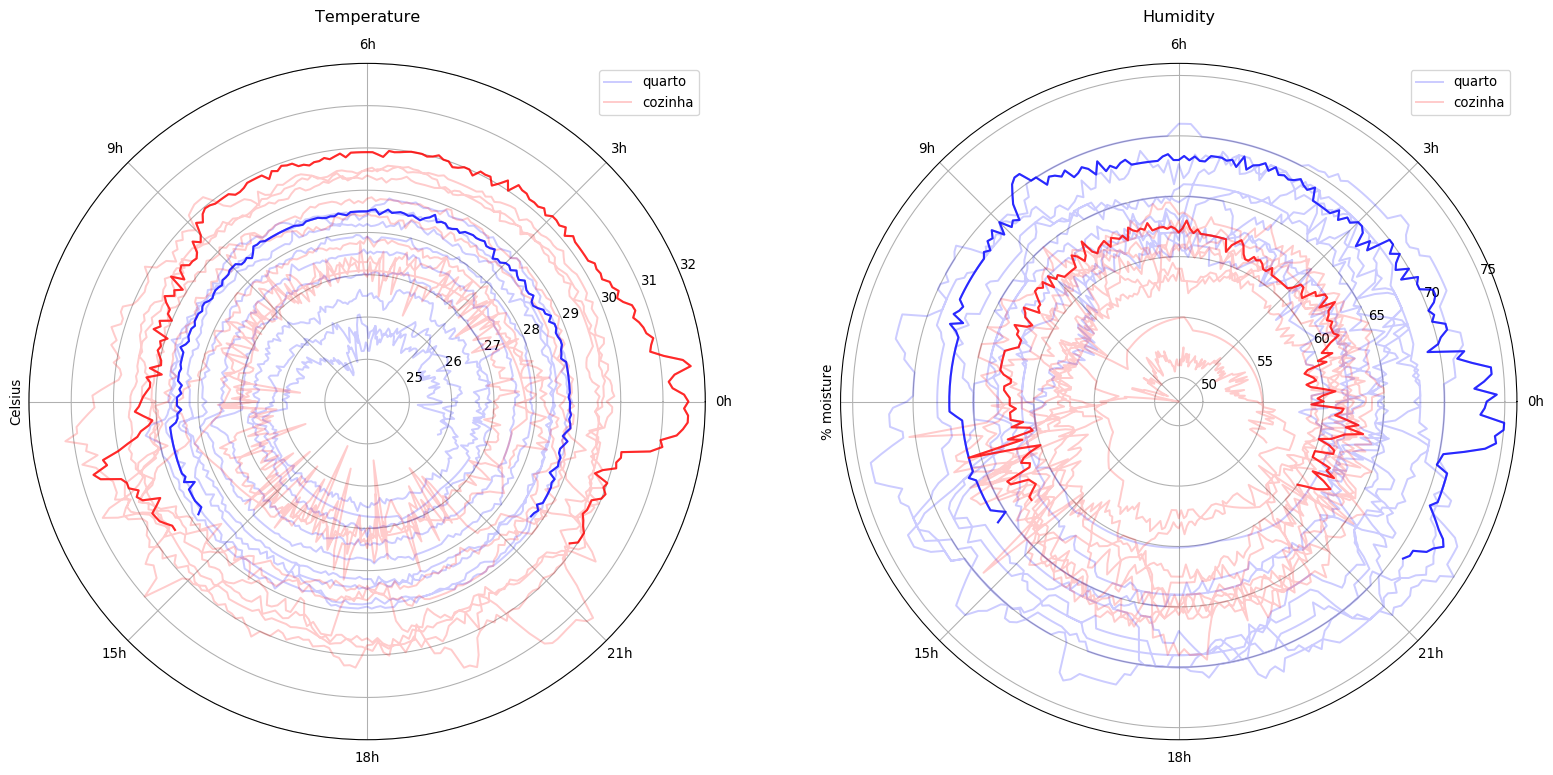 Temperature
6h
quarto
cozinha
9h
3h
32
31
30
29
28
27
26
25
Celsius
0h
15h
21h
18h
Humidity
6h
quarto
cozinha
9h
3h
75
70
65
60
55
50
% moisture
0h
15h
21h
18h